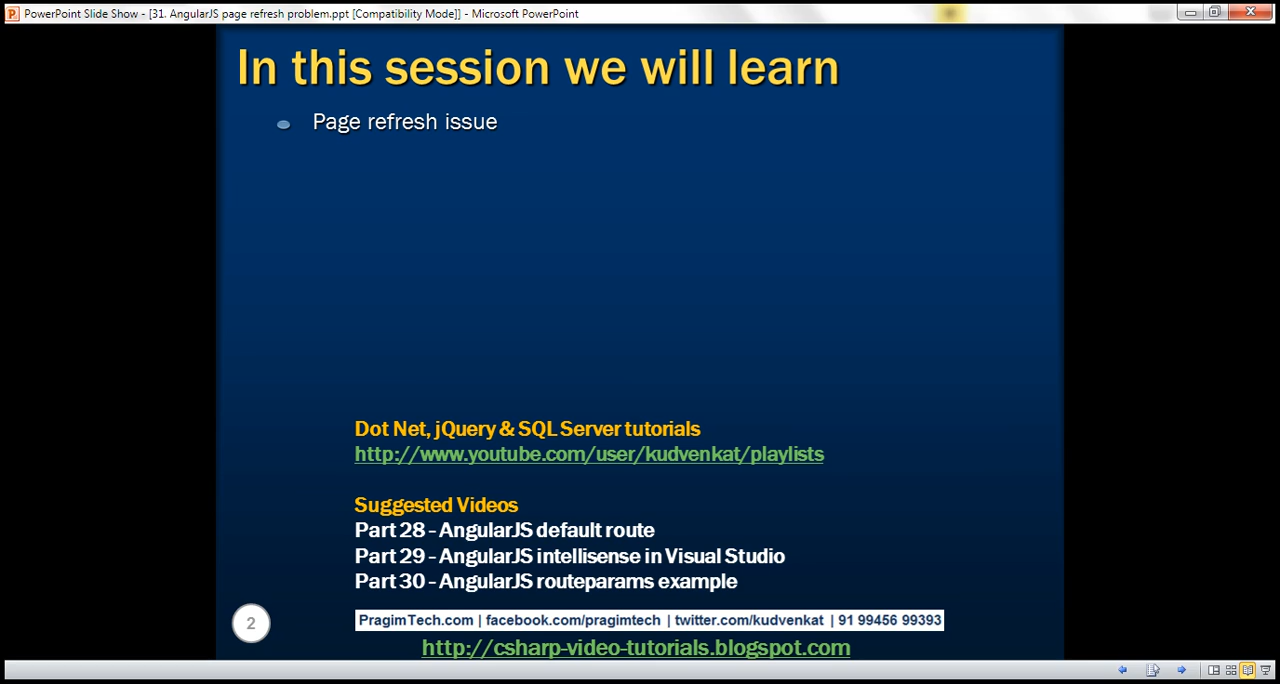 PowerPoint Slide Show - [31. AngularJS page refresh problem.ppt [Compatibility Mode]] - Microsoft PowerPoint
In this session we will learn
Page refresh issue
Dot Net, jQuery & SQL Server tutorials
http://www.youtube.com/user/kudvenkat/playlists
Suggested Videos
Part 28 - AngularJS default route
Part 29 - AngularJS intellisense in Visual Studio
Part 30 - AngularJS routeparams example
2
PragimTech.com | facebook.com/pragimtech | twitter.com/kudvenkat | 91 99456 99393
http://csharp-video-tutorials.blogspot.com